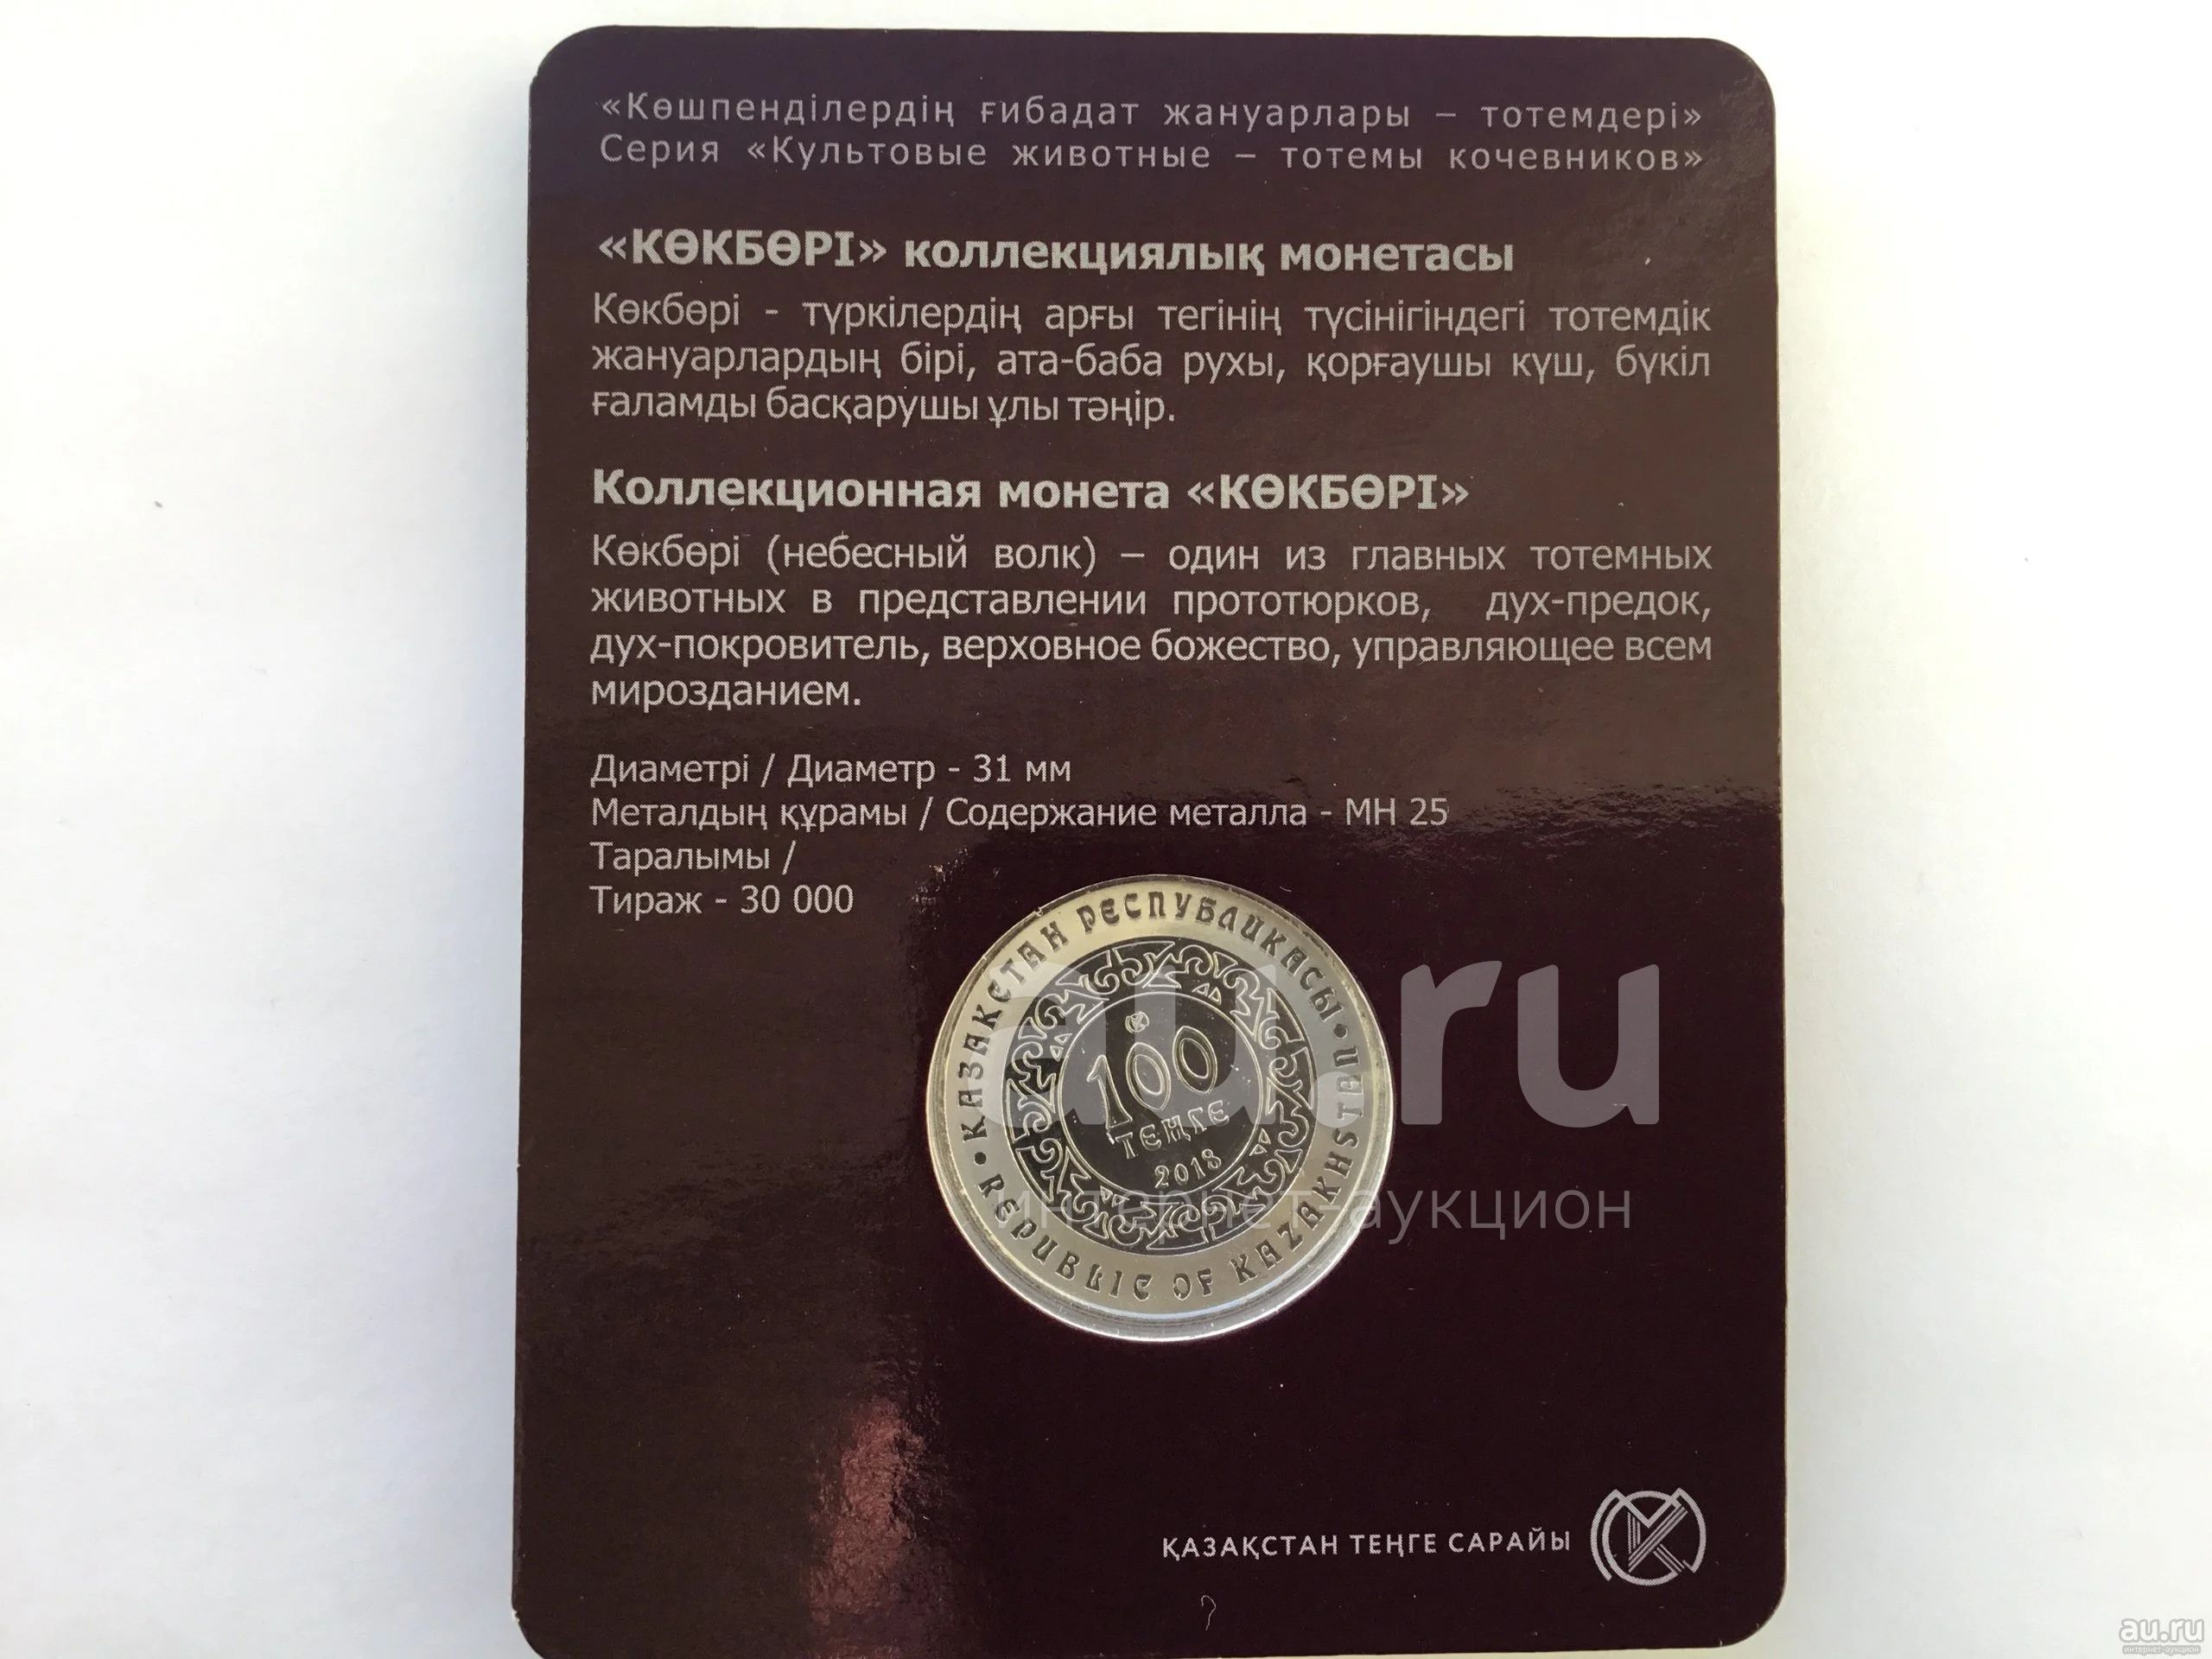 «Көшпенділердің ғибадат жануарлары – тотемдері»
Серия «Культовые животные – тотемы кочевников»
«КӨКБӨРІ» коллекциялық монетасы
Көкбөрі - түркілердің арғы тегінің түсінігіндегі тотемдік
жануарлардың бірі, ата-баба рухы, қорғаушы күш, бүкіл
ғаламды басқарушы ұлы тәңір.
Коллекционная монета «КӨКБӨРІ»
Көкбөрі (небесный волк) – один из главных тотемных
животных в представлении прототюрков, дух-предок,
дух-покровитель, верховное божество, управляющее всем
мирозданием.
Диаметрі / Диаметр - 31 мм
Металдың құрамы / Содержание металла - МН 25
Таралымы /
Тираж - 30 000
ҚАЗАҚСТАН РЕСПУБЛИКАСЫ
100
ТЕҢГЕ
2018
REPUBLIC OF KAZAKHSTAN
au.ru
интернет-аукцион
ҚАЗАҚСТАН ТЕҢГЕ САРАЙЫ
au.ru
интернет-аукцион